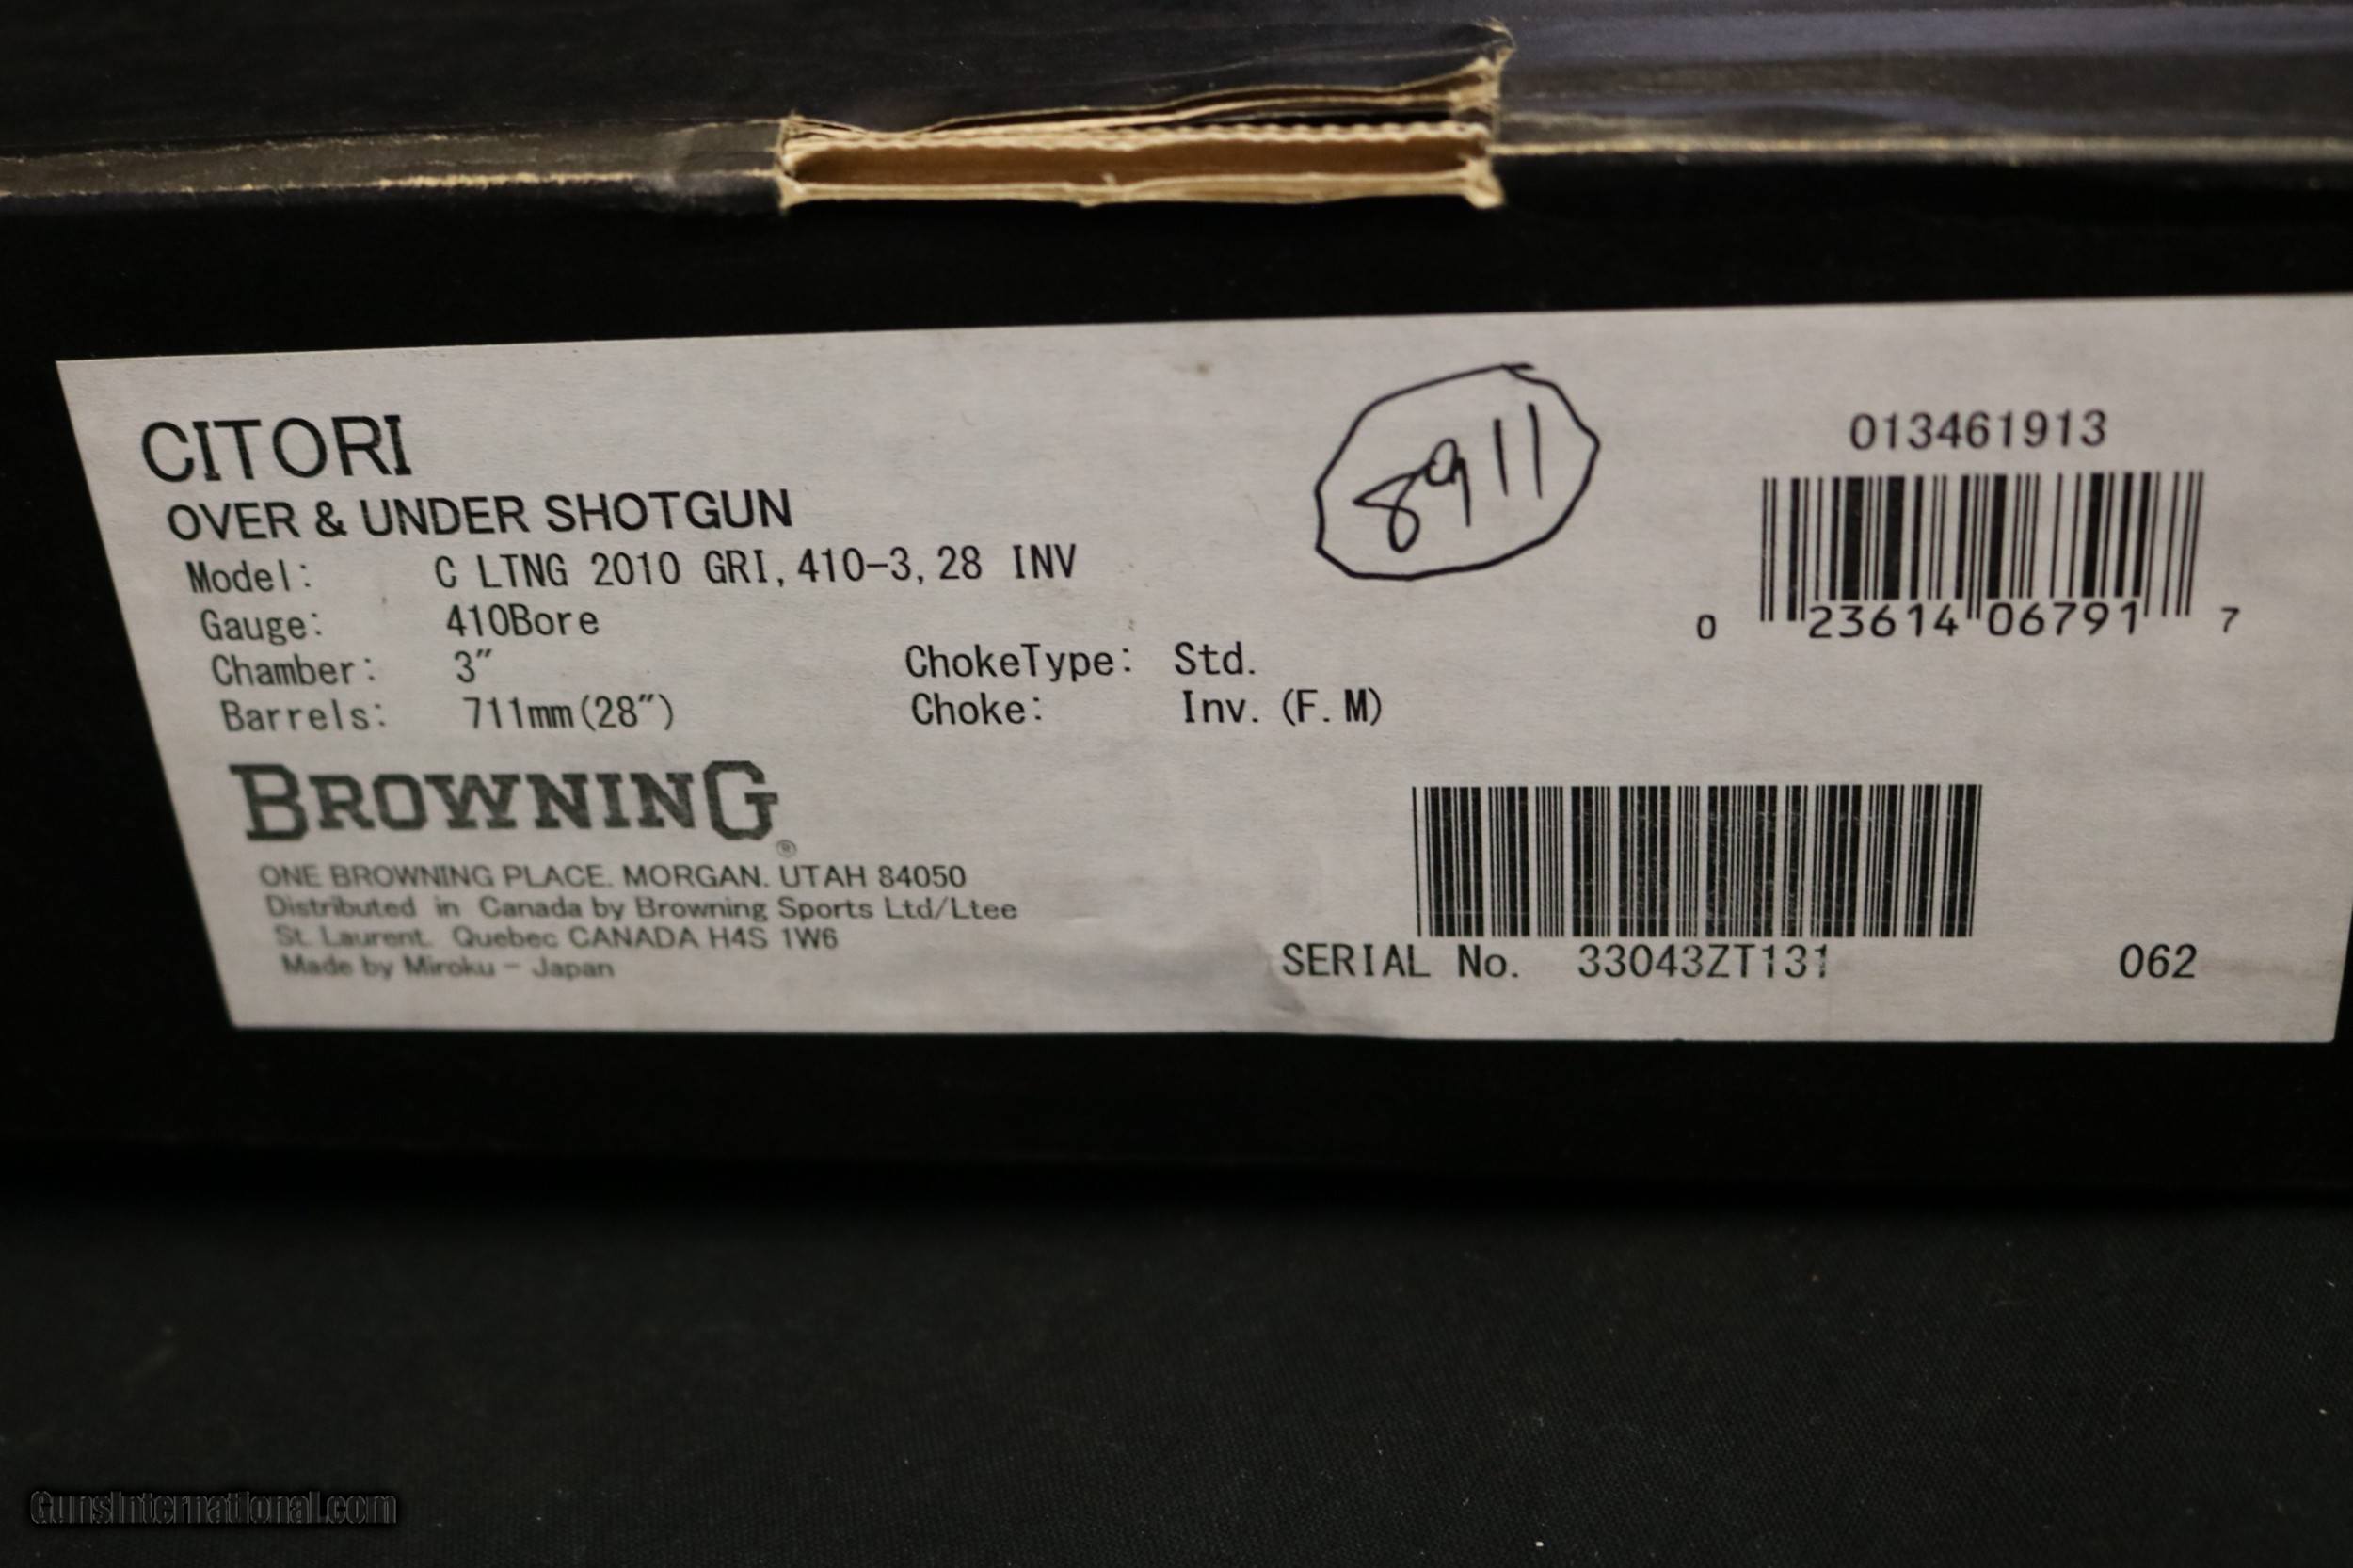 CITORI
OVER & UNDER SHOTGUN
Model: C LTNG 2010 GRI, 410-3, 28 INV
Gauge: 410Bore
Chamber: 3"
Barrels: 711mm(28")
ChokeType: Std.
Choke: Inv. (F. M)
8911
013461913
0 23614 06791 7
BROWNING®
ONE BROWNING PLACE. MORGAN. UTAH 84050
Distributed in Canada by Browning Sports Ltd/Ltee
St. Laurent. Quebec CANADA H4S 1W6
Made by Miroku - Japan
SERIAL No. 33043ZT131 062
GunsInternational.com